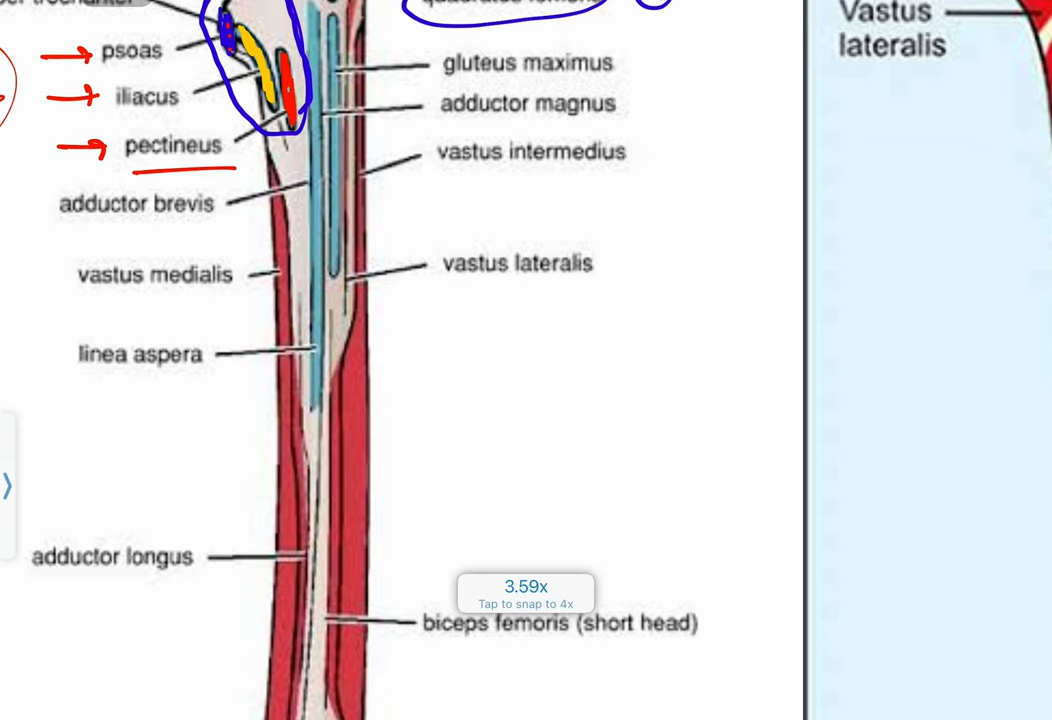 psoas
iliacus
pectineus
adductor brevis
vastus medialis
linea aspera
adductor longus
gluteus maximus
adductor magnus
vastus intermedius
vastus lateralis
3.59x
Tap to snap to 4x
biceps femoris (short head)
Vastus
lateralis